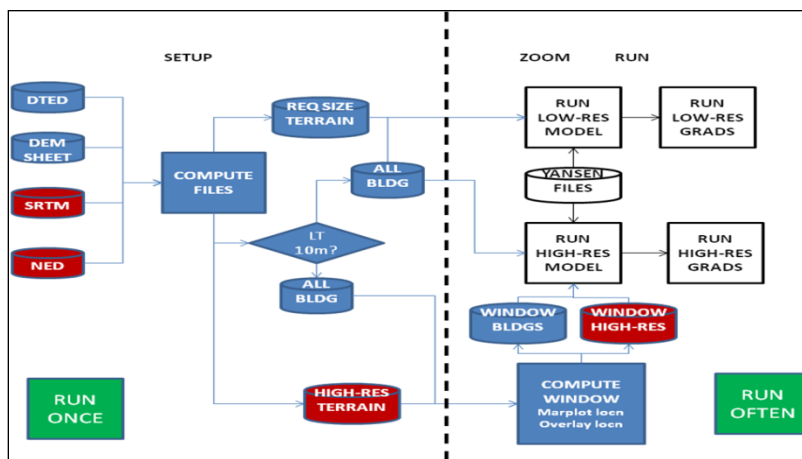 SETUP
ZOOM RUN
DTED
DEM
SHEET
SRTM
NED
COMPUTE
FILES
REQ SIZE
TERRAIN
ALL
BLDG
LT
10m?
ALL
BLDG
HIGH-RES
TERRAIN
RUN
ONCE
RUN
LOW-RES
MODEL
RUN
LOW-RES
GRADS
YANSEN
FILES
RUN
HIGH-RES
MODEL
RUN
HIGH-RES
GRADS
WINDOW
BLDGS
WINDOW
HIGH-RES
COMPUTE
WINDOW
Marplot locn
Overlay locn
RUN
OFTEN